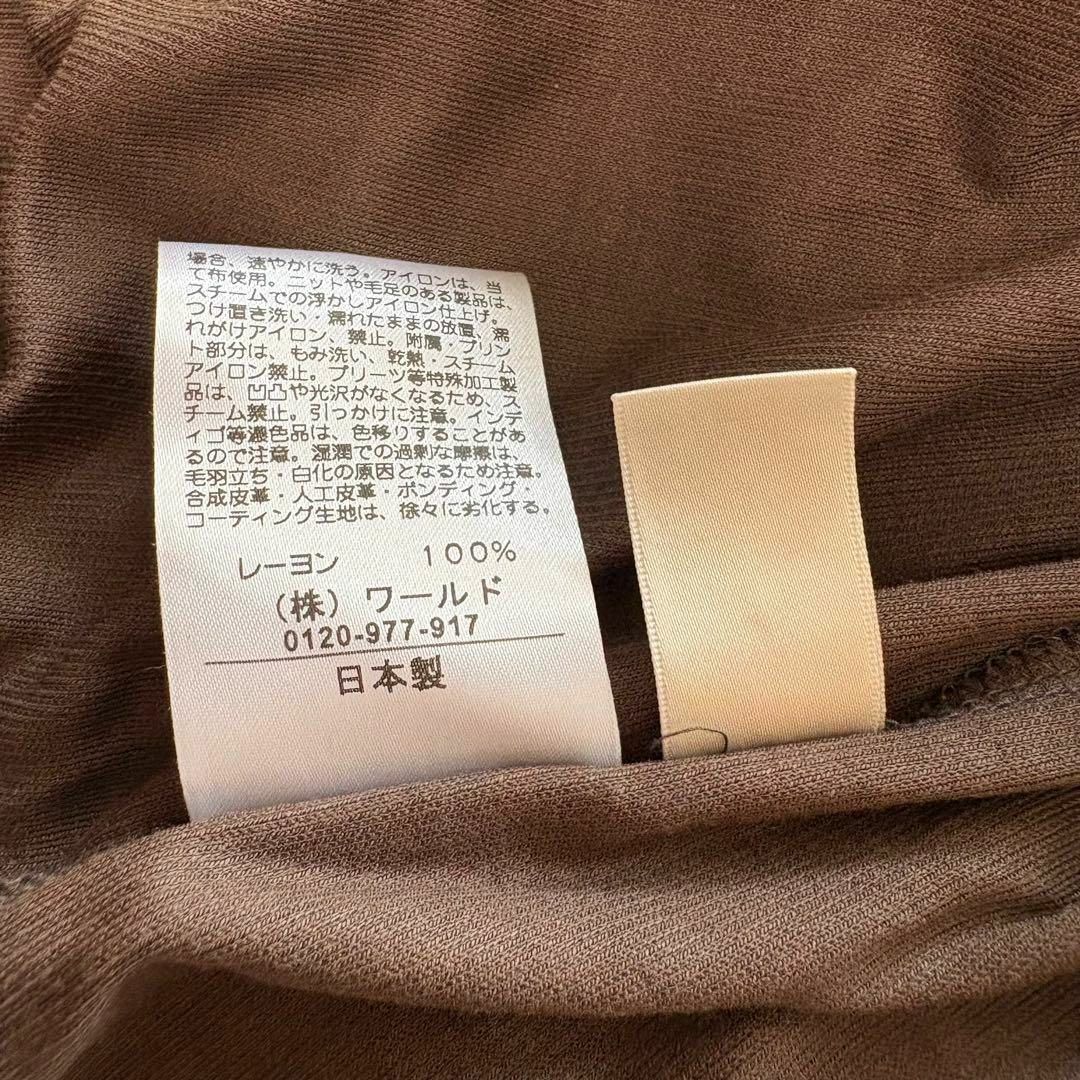 場合、速やかに洗う。アイロンは、当
て布使用。ニットや毛足のある製品は、
スチームでの浮かしアイロン仕上げ。
つけ置き洗い・濡れたままの放置、濡
れがけアイロン、禁止。附属・プリン
ト部分は、もみ洗い、乾熱・スチーム
アイロン禁止。プリーツ等特殊加工製
品は、凹凸や光沢がなくなるため、ス
チーム禁止。引っかけに注意。インデ
ィゴ等濃色品は、色移りすることがあ
るので注意。湿潤での過剰な摩擦は、
毛羽立ち・白化の原因となるため注意。
合成皮革・人工皮革・ボンディング・
コーティング生地は、徐々に劣化する。
レーヨン 100%
(株) ワールド
0120-977-917
日本製